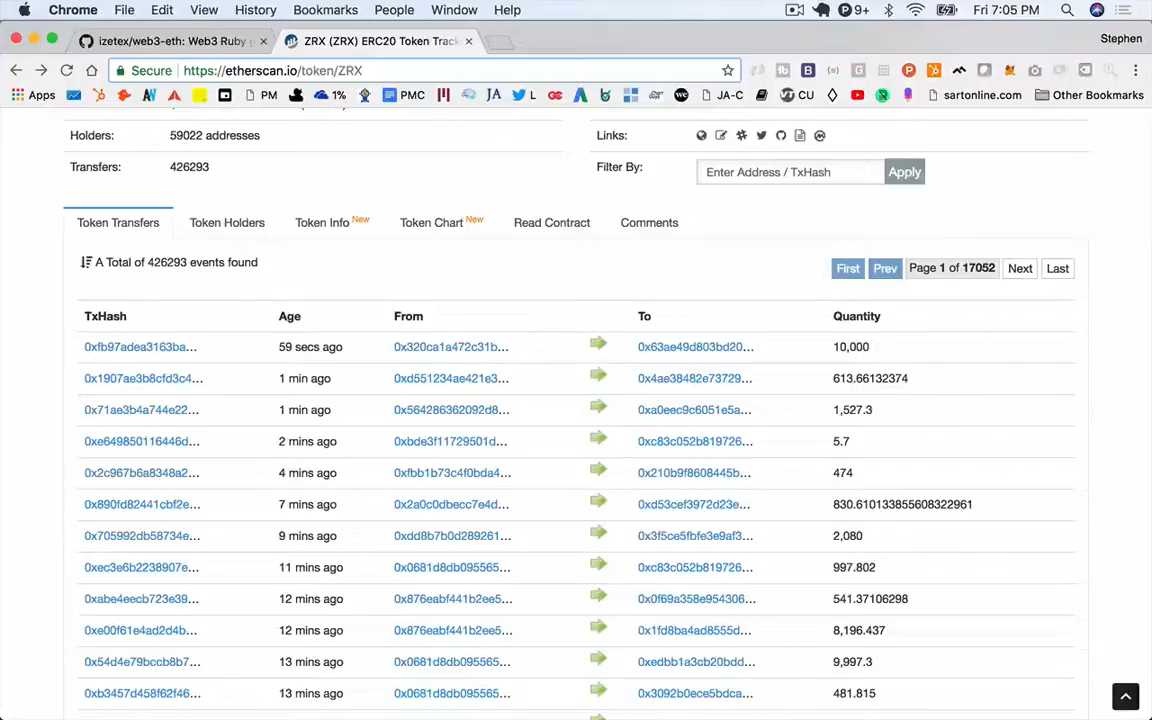 Chrome File Edit View History Bookmarks People Window Help 9+ Fri 7:05 PM
izetex/web3-eth: Web3 Ruby ZRX (ZRX) ERC20 Token Track Stephen
Secure https://etherscan.io/token/ZRX
Apps 1% PM PMC JA L JA-C CU sartonline.com Other Bookmarks
Holders: 59022 addresses Links:
Transfers: 426293 Filter By: Enter Address / TxHash Apply
Token Transfers Token Holders Token Info New Token Chart New Read Contract Comments
A Total of 426293 events found First Prev Page 1 of 17052 Next Last
TxHash Age From To Quantity
0xfb97adea3163ba... 59 secs ago 0x320ca1a472c31b... 0x63ae49d803bd20... 10,000
0x1907ae3b8cfd3c4... 1 min ago 0xd551234ae421e3... 0x4ae38482e73729... 613.66132374
0x71ae3b4a744e22... 1 min ago 0x564286362092d8... 0xa0eec9c6051e5a... 1,527.3
0xe649850116446d... 2 mins ago 0xbde3f11729501d... 0xc83c052b819726... 5.7
0x2c967b6a8348a2... 4 mins ago 0xfbb1b73c4f0bda4... 0x210b9f8608445b... 474
0x890fd82441cbf2e... 7 mins ago 0x2a0c0dbecc7e4d... 0xd53cef3972d23e... 830.610133855608322961
0x705992db58734e... 9 mins ago 0xdd8b7b0d289261... 0x3f5ce5fbfe3e9af3... 2,080
0xec3e6b2238907e... 11 mins ago 0x0681d8db095565... 0xc83c052b819726... 997.802
0xabe4eecb723e39... 12 mins ago 0x876eabf441b2ee5... 0x0f69a358e954306... 541.37106298
0xe00f61e4ad2d4b... 12 mins ago 0x876eabf441b2ee5... 0x1fd8ba4ad8555d... 8,196.437
0x54d4e79bccb8b7... 13 mins ago 0x0681d8db095565... 0xedbb1a3cb20bdd... 9,997.3
0xb3457d458f62f46... 13 mins ago 0x0681d8db095565... 0x3092b0ece5bdca... 481.815